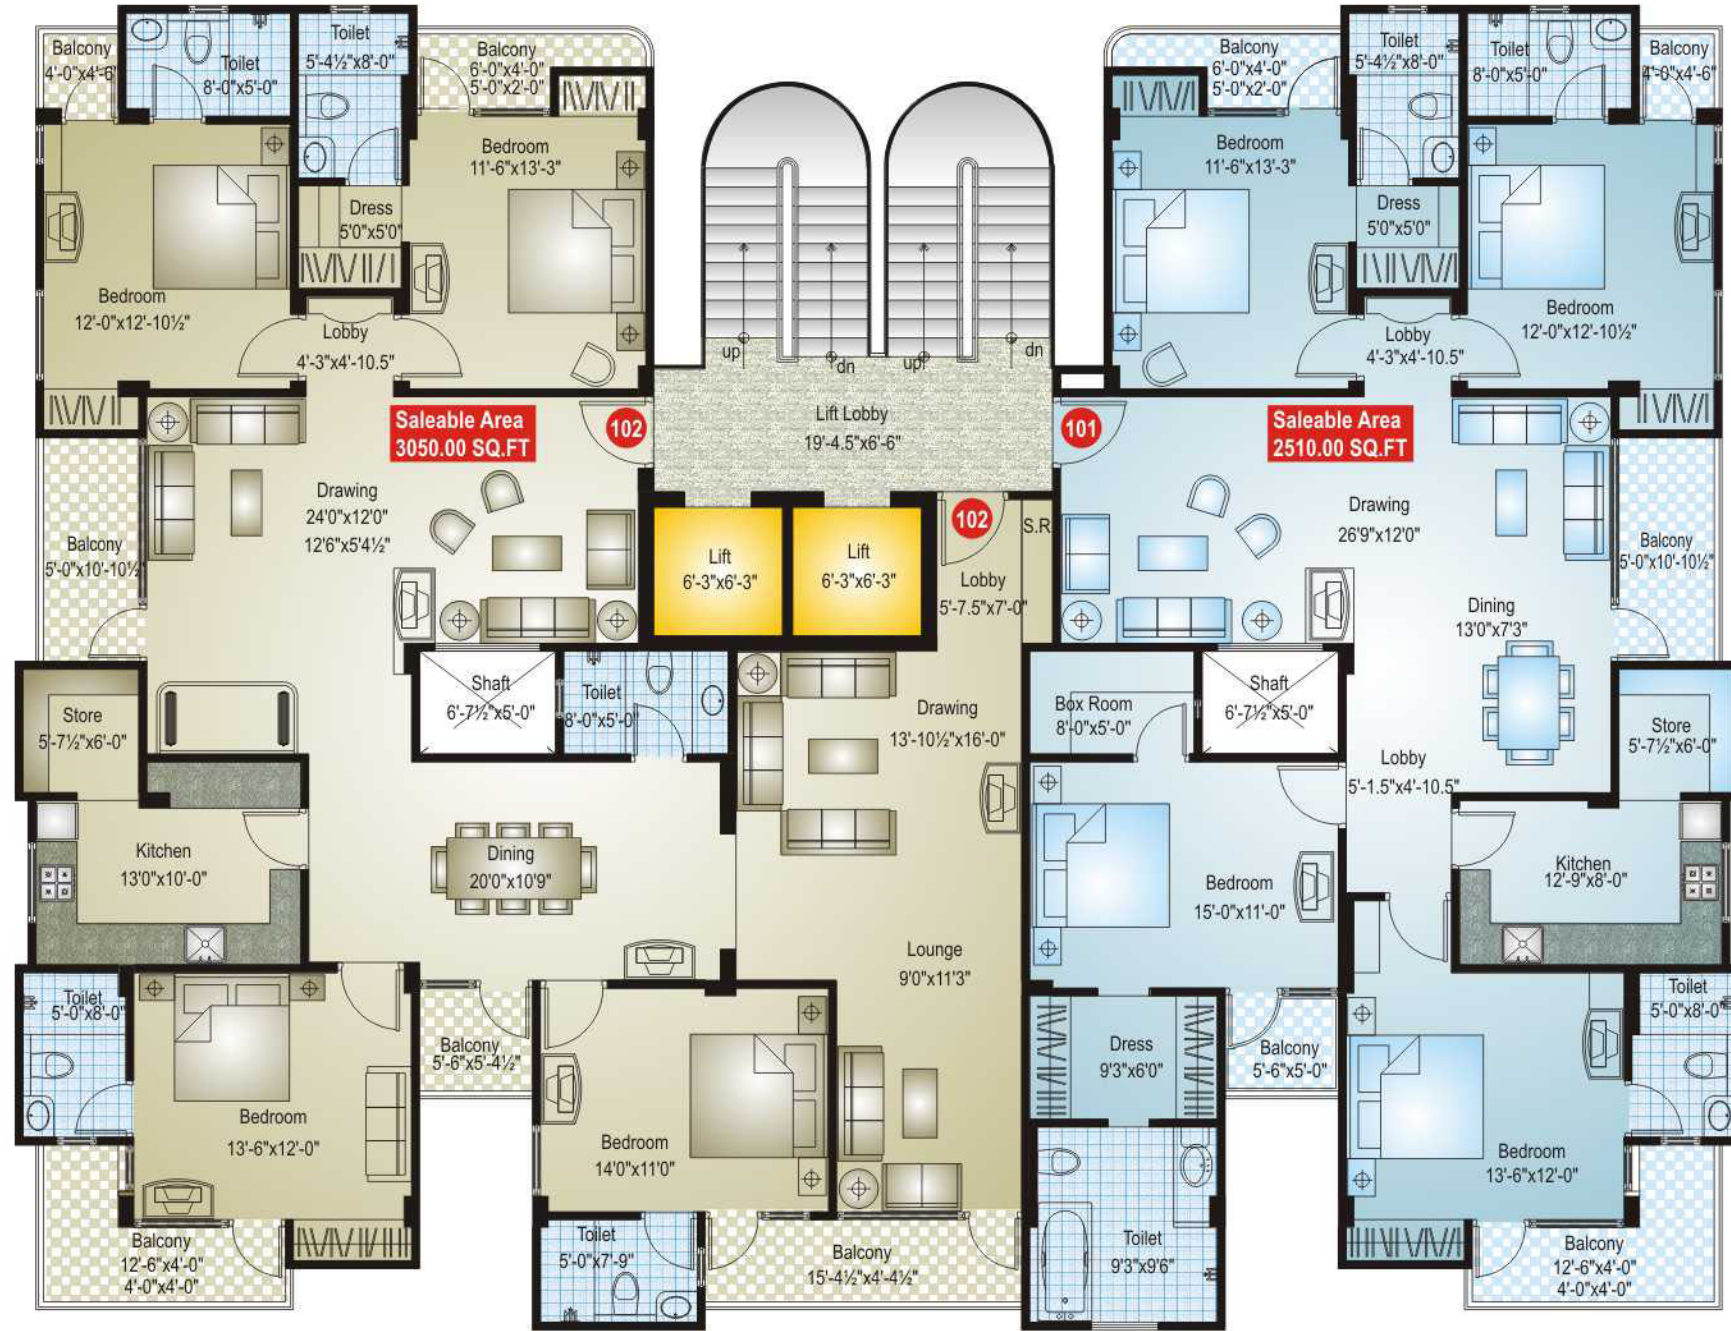 Balcony
4'-0"x4'-6"
Toilet
8'-0"x5'-0"
Toilet
5'-4½"x8'-0"
Balcony
6'-0"x4'-0"
5'-0"x2'-0"
Bedroom
11'-6"x13'-3"
Dress
5'0"x5'0"
Bedroom
12'-0"x12'-10½"
Lobby
4'-3"x4'-10.5"
Balcony
6'-0"x4'-0"
5'-0"x2'-0"
Toilet
5'-4½"x8'-0"
Toilet
8'-0"x5'-0"
Balcony
4'-0"x4'-6"
Bedroom
11'-6"x13'-3"
Dress
5'0"x5'0"
Bedroom
12'-0"x12'-10½"
Lobby
4'-3"x4'-10.5"
up
dn
up
dn
Saleable Area
3050.00 SQ.FT
102
Lift Lobby
19'-4.5"x6'-6"
101
Saleable Area
2510.00 SQ.FT
Drawing
24'0"x12'0"
12'6"x5'4½"
Balcony
5'-0"x10'-10½"
Lift
6'-3"x6'-3"
Lift
6'-3"x6'-3"
102
S.R
Lobby
5'-7.5"x7'-0"
Drawing
26'9"x12'0"
Balcony
5'-0"x10'-10½"
Dining
13'0"x7'3"
Store
5'-7½"x6'-0"
Shaft
6'-7½"x5'-0"
Toilet
8'-0"x5'-0"
Drawing
13'-10½"x16'-0"
Box Room
8'-0"x5'-0"
Shaft
6'-7½"x5'-0"
Lobby
5'-1.5"x4'-10.5"
Store
5'-7½"x6'-0"
Kitchen
13'0"x10'-0"
Dining
20'0"x10'9"
Lounge
9'0"x11'3"
Bedroom
15'-0"x11'-0"
Kitchen
12'-9"x8'-0"
Toilet
5'-0"x8'-0"
Bedroom
13'-6"x12'-0"
Balcony
5'-6"x5'-4½"
Bedroom
14'0"x11'0"
Dress
9'3"x6'0"
Balcony
5'-6"x5'-0"
Toilet
5'-0"x8'-0"
Bedroom
13'-6"x12'-0"
Balcony
12'-6"x4'-0"
4'-0"x4'-0"
Toilet
5'-0"x7'-9"
Balcony
15'-4½"x4'-4½"
Toilet
9'3"x9'6"
Balcony
12'-6"x4'-0"
4'-0"x4'-0"